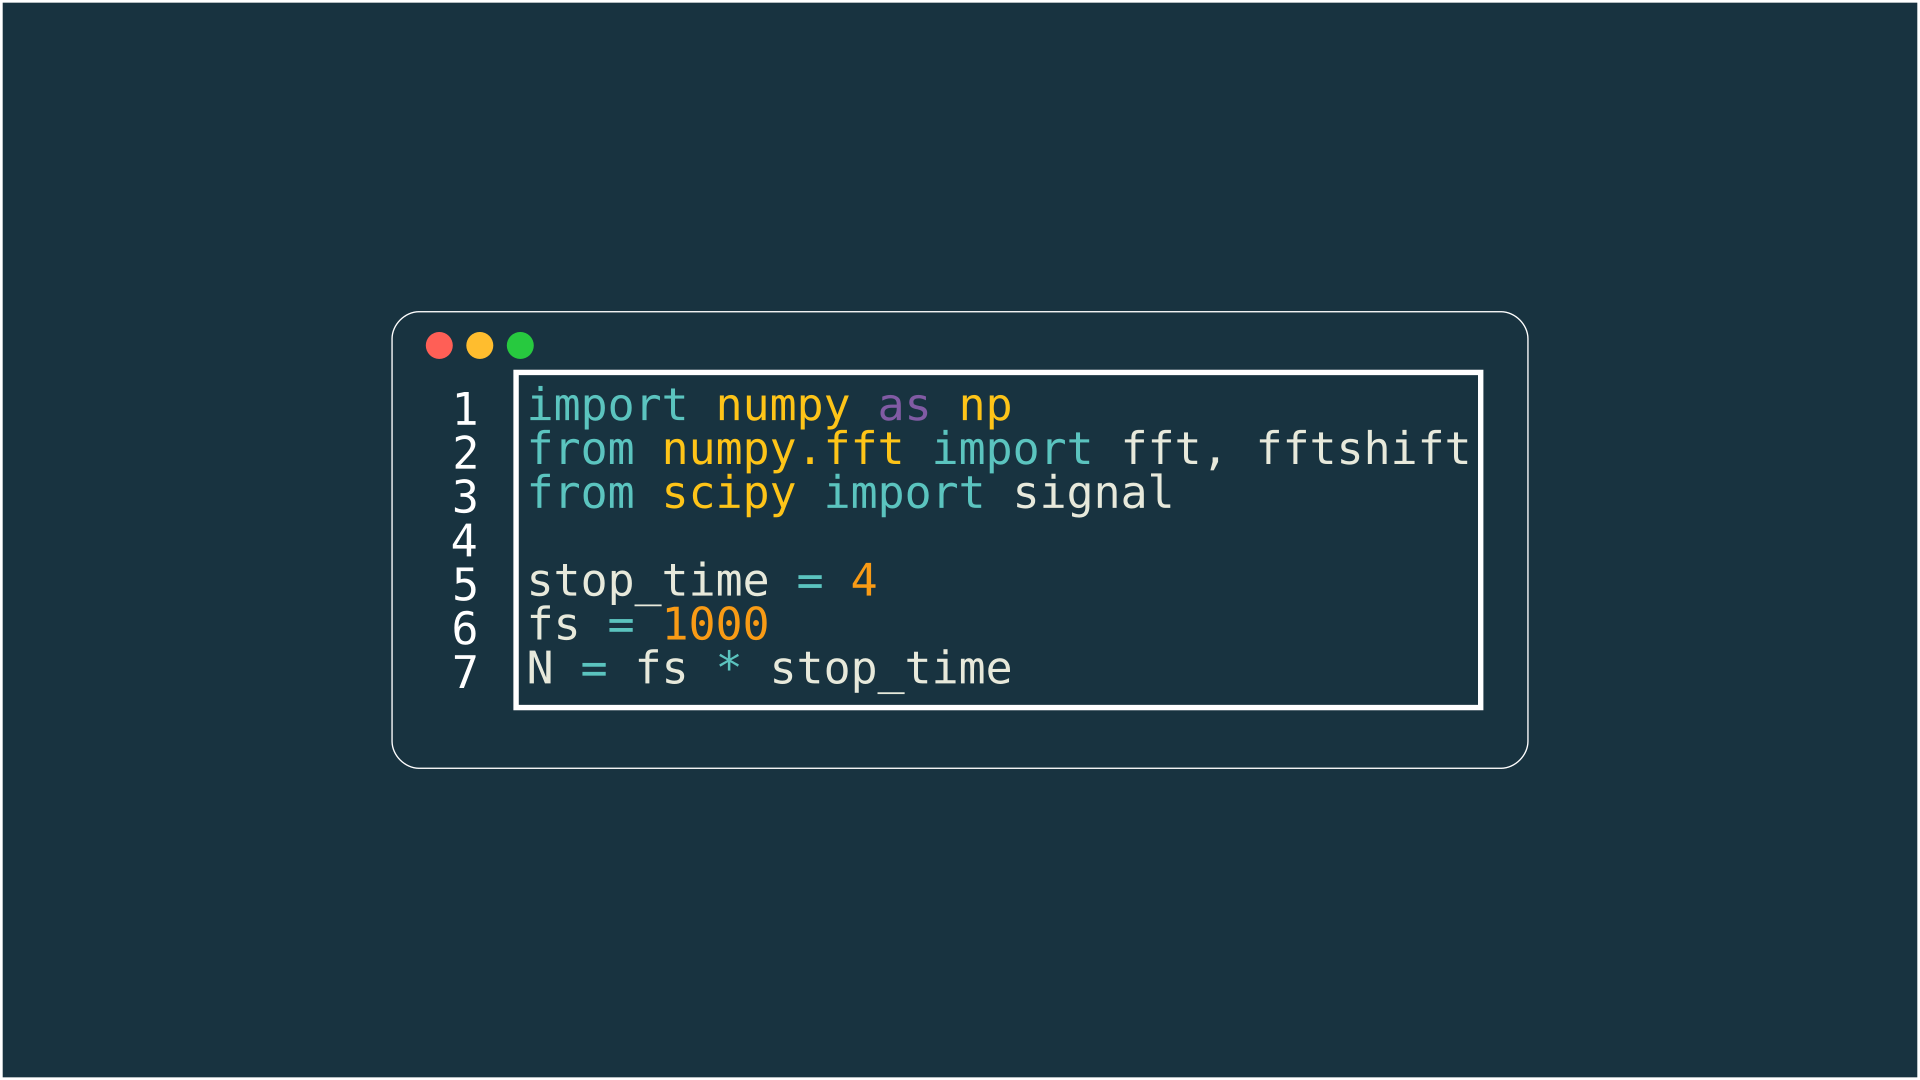 1 import numpy as np
2 from numpy.fft import fft, fftshift
3 from scipy import signal
4
5 stop_time = 4
6 fs = 1000
7 N = fs * stop_time